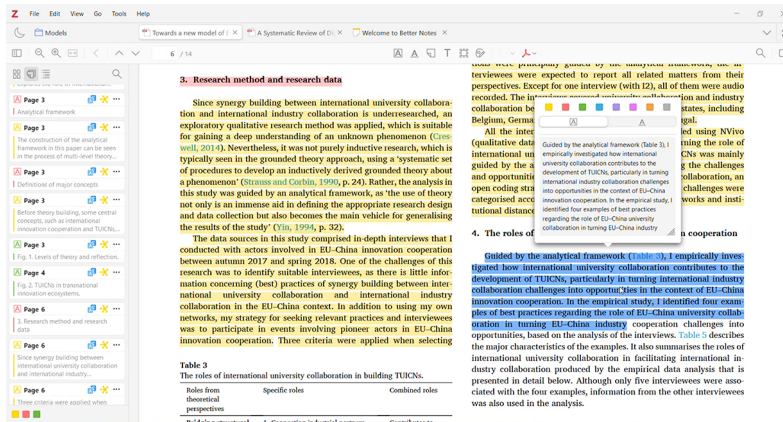 Z File Edit View Go Tools Help
Models
Towards a new model of E
A Systematic Review of Di
Welcome to Better Notes
6 / 14
Page 3
Analytical framework
Page 3
The construction of the analytical
framework in this paper can be seen
in the process of multi-level theory...
Page 3
Definitions of major concepts
Page 3
Before theory building, some central
concepts, such as international
innovation cooperation and TUICNs,...
Page 3
Fig. 1. Levels of theory and reflection.
Page 4
Fig. 2. TUICNs in transnational
innovation ecosystems.
Page 6
3. Research method and research
data
Page 6
Since synergy building between
international university collaboration
and international industry...
Page 6
Three criteria were applied when
3. Research method and research data
Since synergy building between international university collabora-
tion and international industry collaboration is underresearched, an
exploratory qualitative research method was applied, which is suitable
for gaining a deep understanding of an unknown phenomenon (Cres-
well, 2014). Nevertheless, it was not purely inductive research, which is
typically seen in the grounded theory approach, using a 'systematic set
of procedures to develop an inductively derived grounded theory about
a phenomenon' (Strauss and Corbin, 1990, p. 24). Rather, the analysis in
this study was guided by an analytical framework, as 'the use of theory
not only is an immense aid in defining the appropriate research design
and data collection but also becomes the main vehicle for generalising
the results of the study' (Yin, 1994, p. 32).
The data sources in this study comprised in-depth interviews that I
conducted with actors involved in EU–China innovation cooperation
between autumn 2017 and spring 2018. One of the challenges of this
research was to identify suitable interviewees, as there is little infor-
mation concerning (best) practices of synergy building between inter-
national university collaboration and international industry
collaboration in the EU–China context. In addition to using my own
networks, my strategy for seeking relevant practices and interviewees
was to participate in events involving pioneer actors in EU–China
innovation cooperation. Three criteria were applied when selecting
Table 3
The roles of international university collaboration in building TUICNs.
Roles from
theoretical
perspectives
Specific roles
Combined roles
terviewees were expected to report all related matters from their
perspectives. Except for one interview (with I2), all of them were audio
Belgium, Germa
ugal.
All the inter
ed using NVivo
(qualitative data
rning the role of
international un
CNs was mainly
guided by the a
g the challenges
and opportunitie
ollaboration, an
open coding stra
challenges were
categorised acco
works and insti-
tutional distance
Guided by the analytical framework (Table 3), I
empirically investigated how international
university collaboration contributes to the
development of TUICNs, particularly in turning
international industry collaboration challenges
into opportunities in the context of EU–China
innovation cooperation. In the empirical study, I
identified four examples of best practices
regarding the role of EU–China university
collaboration in turning EU–China industry
4. The roles of
on cooperation
Guided by the analytical framework (Table 3), I empirically inves-
tigated how international university collaboration contributes to the
development of TUICNs, particularly in turning international industry
collaboration challenges into opportunities in the context of EU–China
innovation cooperation. In the empirical study, I identified four exam-
ples of best practices regarding the role of EU–China university collab-
oration in turning EU–China industry cooperation challenges into
opportunities, based on the analysis of the interviews. Table 5 describes
the major characteristics of the examples. It also summarises the roles of
international university collaboration in facilitating international in-
dustry collaboration produced by the empirical data analysis that is
presented in detail below. Although only five interviewees were asso-
ciated with the four examples, information from the other interviewees
was also used in the analysis.